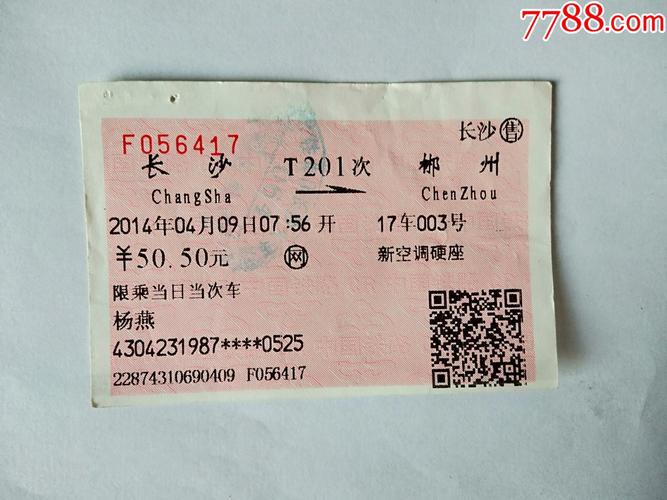 7788.com
F056417
长沙售
长沙 T201次 郴州
ChangSha ChenZhou
2014年04月09日07:56开 17车003号
￥50.50元 网 新空调硬座
限乘当日当次车
杨燕
4304231987****0525
22874310690409 F056417